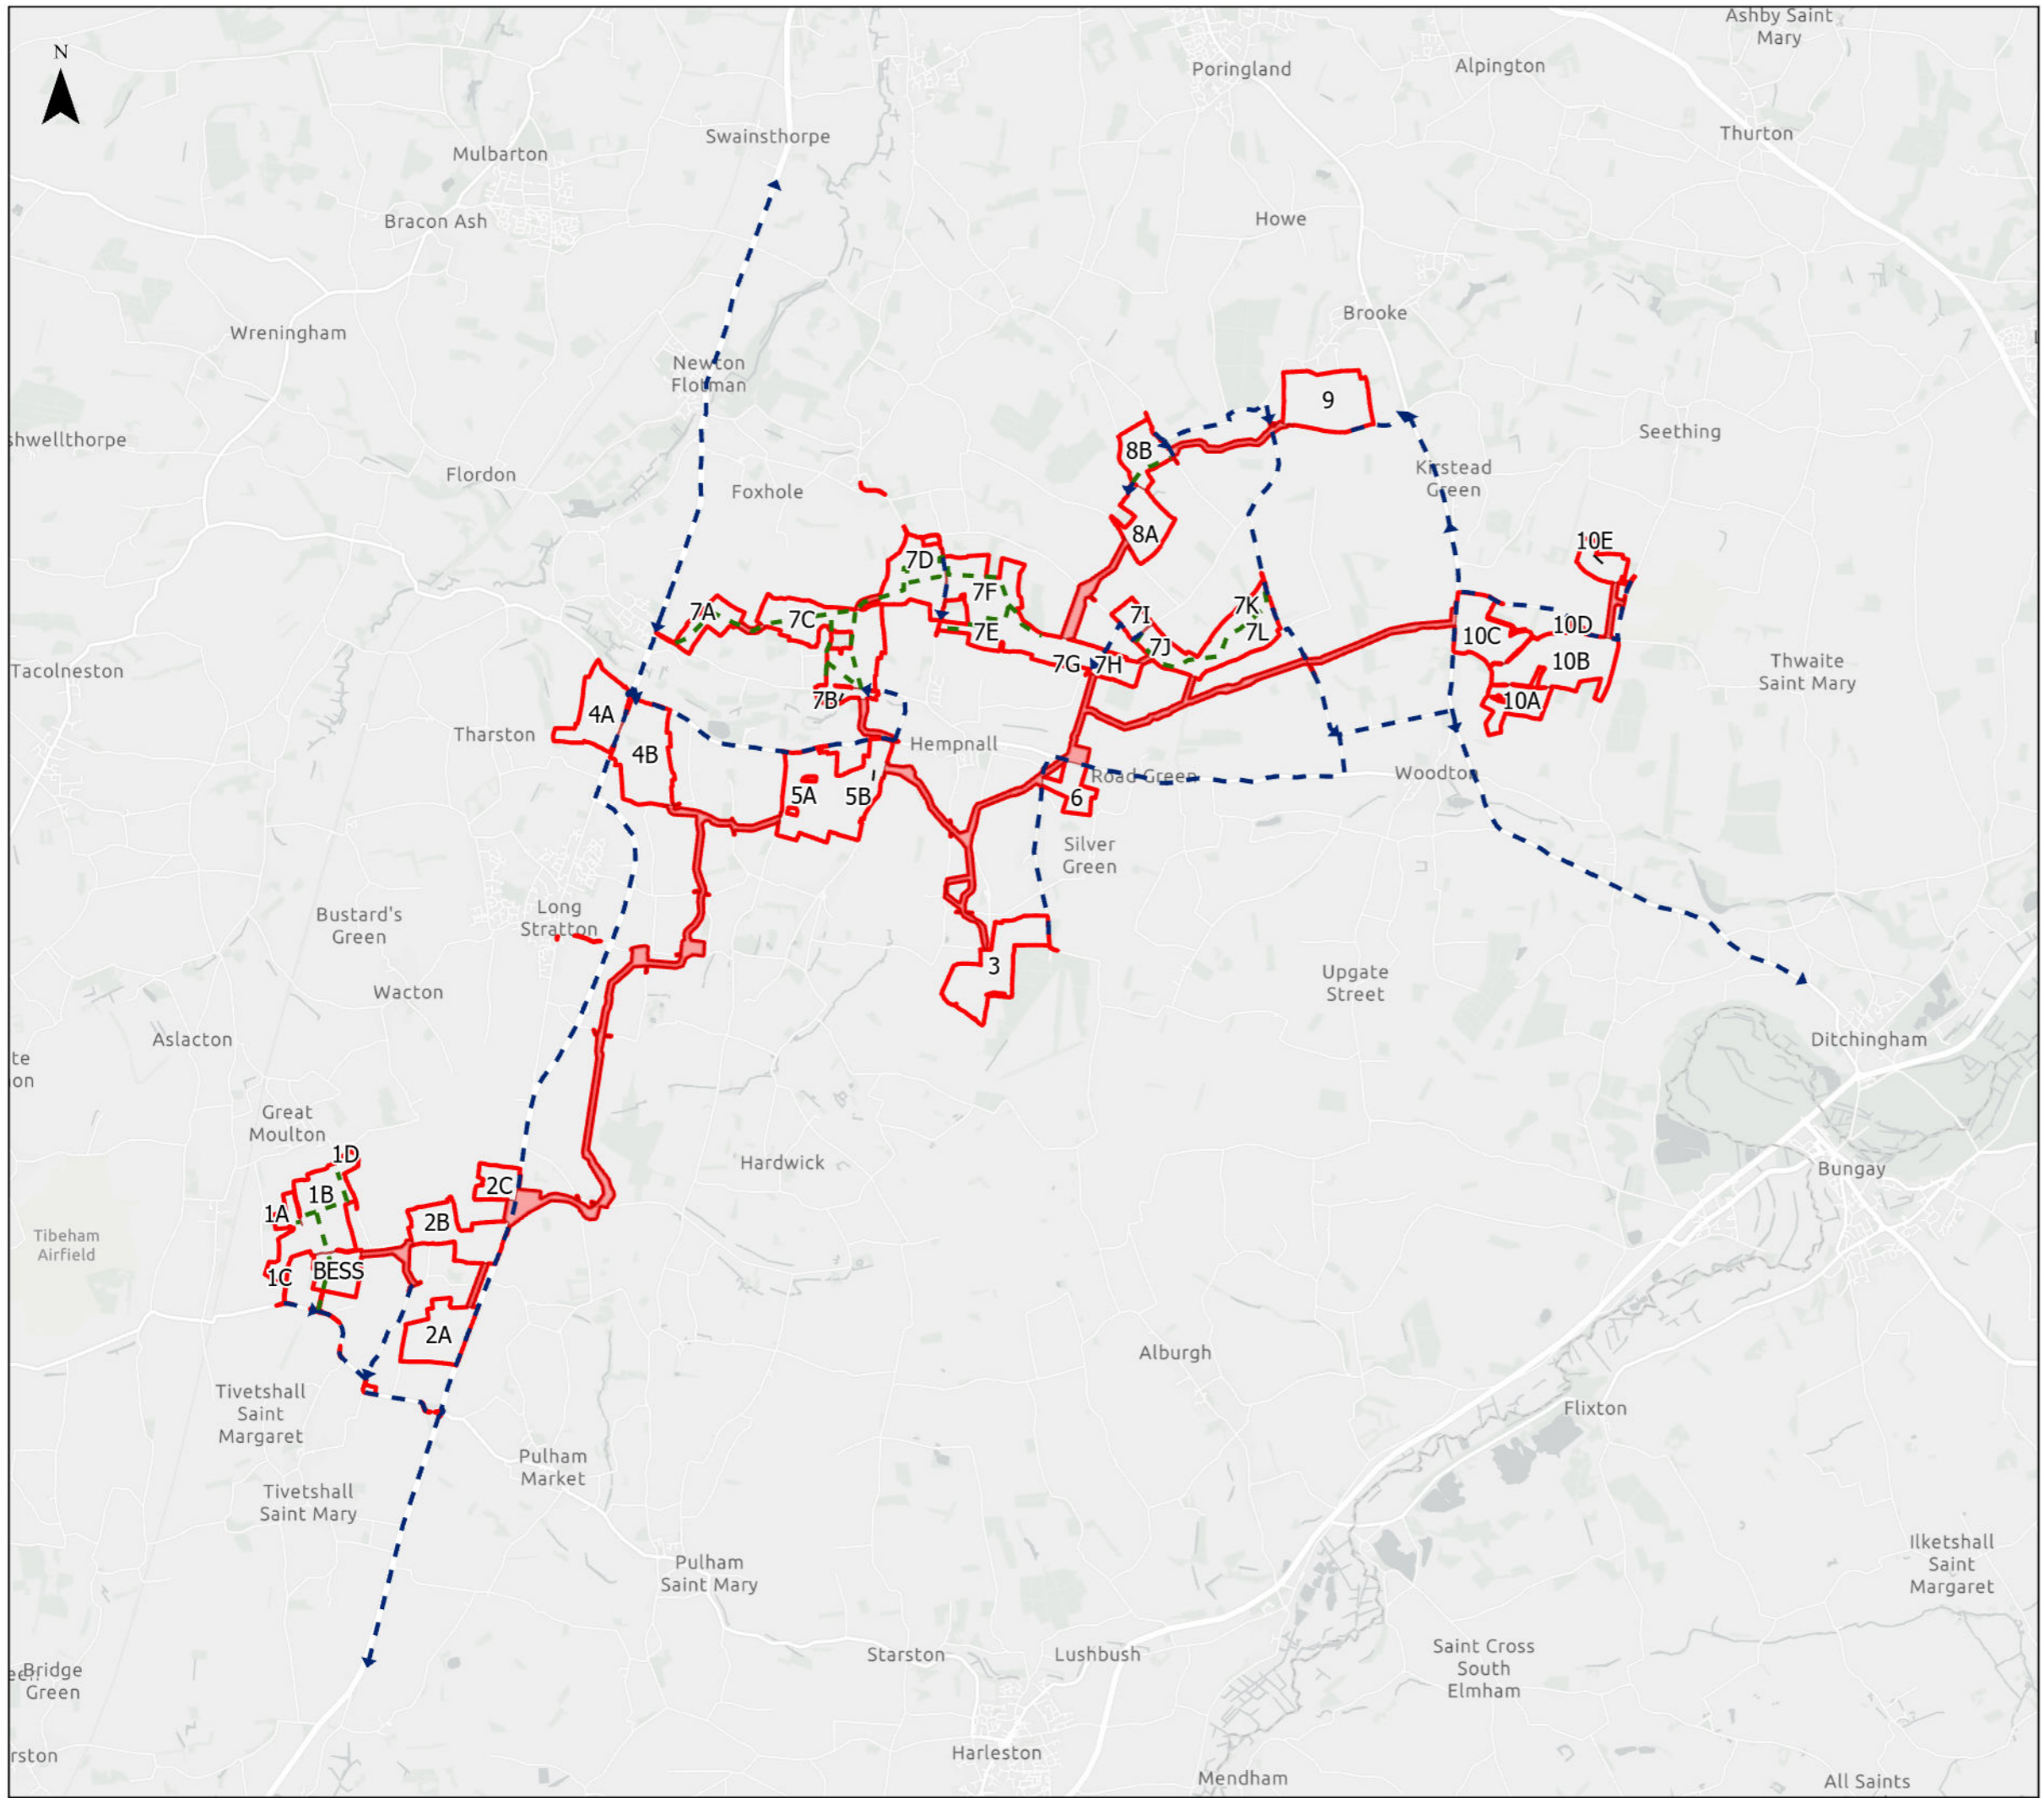 Ashby Saint
Mary
N
Poringland
Alpington
Swainsthorpe
Thurton
Mulbarton
Bracon Ash
Howe
Brooke
Wreningham
Newton
Flotman
9
shwellthorpe
Seething
8B
Flordon
Kirstead
Green
Foxhole
8A
10E
7D
7F
7A
7C
7I
7K
7E
7L
10D
10C
7J
7G
7H
10B
Tacolneston
Thwaite
Saint Mary
7B
10A
4A
Tharston
Hempnall
4B
Road Green
Woodton
5A
5B
6
Silver
Green
Long
Stratton
Bustard's
Green
3
Upgate
Street
Wacton
Aslacton
Ditchingham
te
on
Great
Moulton
1D
Hardwick
Bungay
2C
1B
1A
2B
Tibeham
Airfield
1C
BESS
2A
Alburgh
Tivetshall
Saint
Margaret
Flixton
Pulham
Market
Tivetshall
Saint Mary
Pulham
Saint Mary
Ilketshall
Saint
Margaret
Starston
Lushbush
Saint Cross
South
Elmham
Bridge
Green
rston
Harleston
Mendham
All Saints